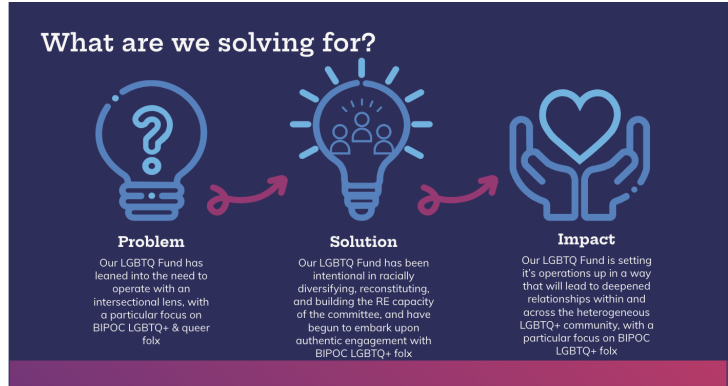 What are we solving for?
Problem
Our LGBTQ Fund has
leaned into the need to
operate with an
intersectional lens, with
a particular focus on
BIPOC LGBTQ+ & queer
folx
Solution
Our LGBTQ Fund has been
intentional in racially
diversifying, reconstituting,
and building the RE capacity
of the committee, and have
begun to embark upon
authentic engagement with
BIPOC LGBTQ+ folx
Impact
Our LGBTQ Fund is setting
it's operations up in a way
that will lead to deepened
relationships within and
across the heterogeneous
LGBTQ+ community, with a
particular focus on BIPOC
LGBTQ+ folx